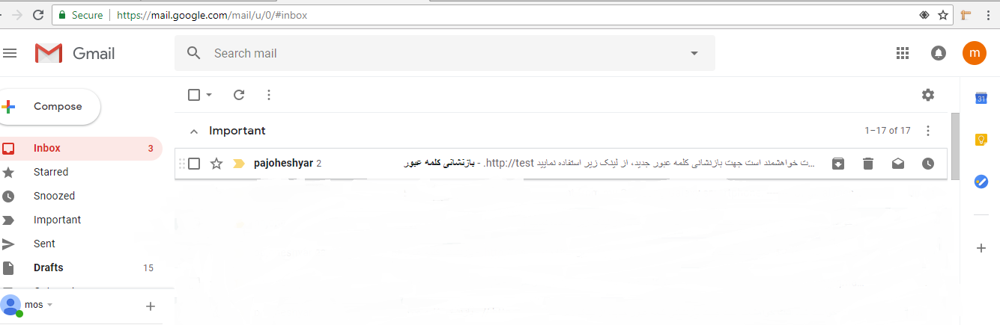 Secure https://mail.google.com/mail/u/0/#inbox
Gmail
Search mail
m
Compose
31
Important
1–17 of 17
Inbox 3
pajoheshyar 2
بازنشانی کلمه عبور - .http://test ت خواهشمند است جهت بازنشانی کلمه عبور جدید، از لینک زیر استفاده نمایید...
Starred
Snoozed
Important
Sent
Drafts 15
mos